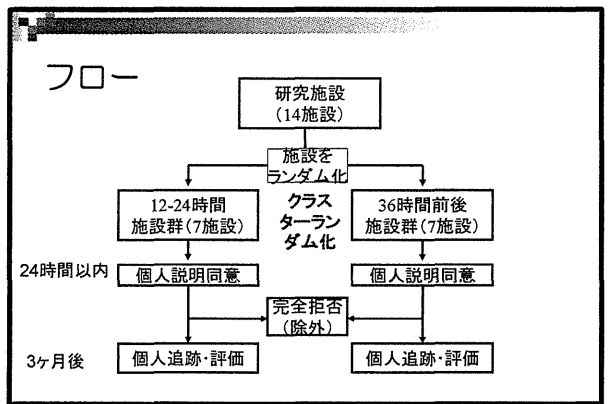 フロー
研究施設
(14施設)
施設を
ランダム化
12-24時間
施設群(7施設)
クラス
ターラン
ダム化
36時間前後
施設群(7施設)
24時間以内
個人説明同意
個人説明同意
完全拒否
(除外)
3ヶ月後
個人追跡・評価
個人追跡・評価